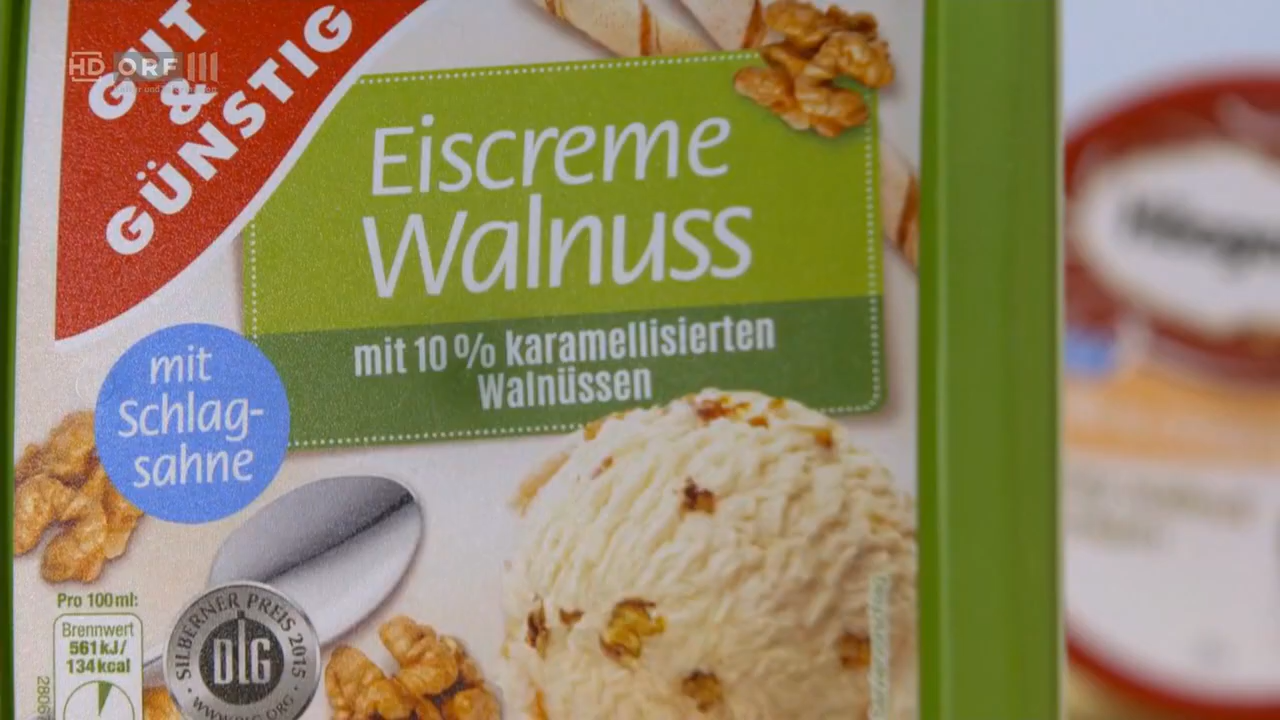 HD ORF III
GUT
&
GÜNSTIG
Eiscreme
Walnuss
mit 10 % karamellisierten
Walnüssen
mit
Schlag-
sahne
Pro 100 ml:
Brennwert
561 kJ/
134 kcal
SILBERNER PREIS 2015
DLG
WWW.DLG.ORG